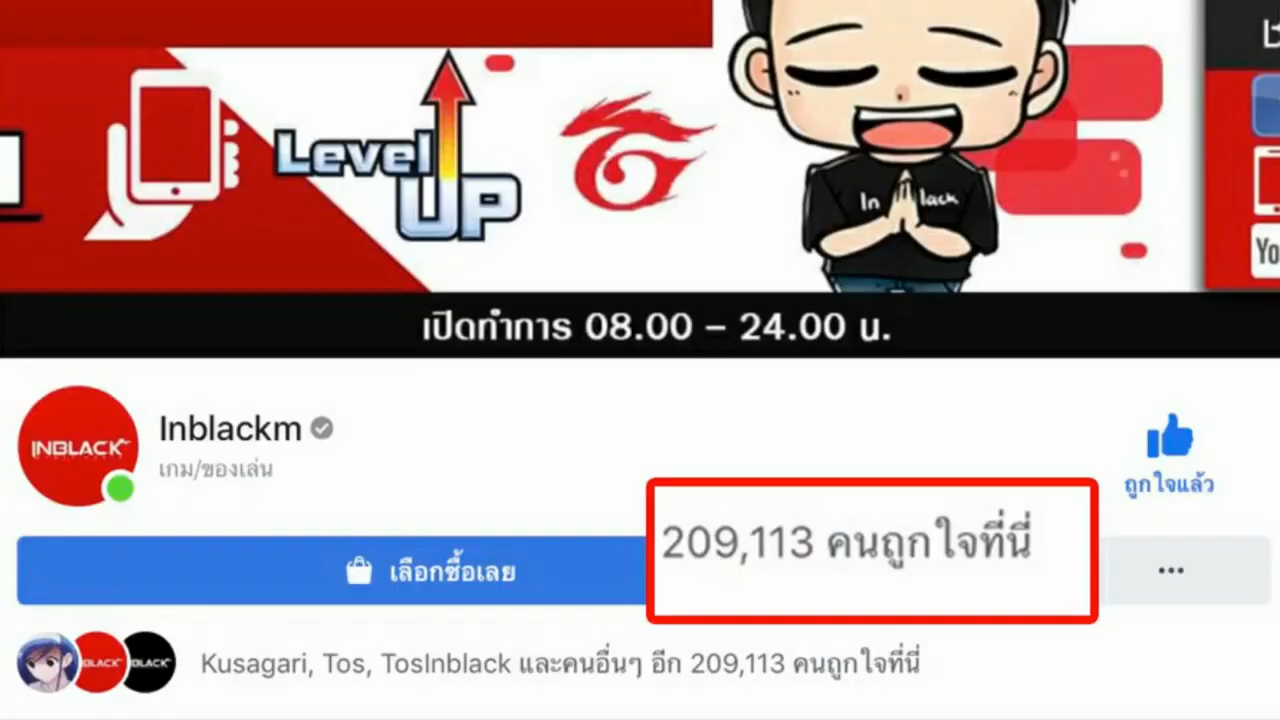 Level
UP
In lack
เปิดทำการ 08.00 – 24.00 น.
INBLACK
Inblackm
เกม/ของเล่น
ถูกใจแล้ว
209,113 คนถูกใจที่นี่
เลือกซื้อเลย
BLACK
BLACK
Kusagari, Tos, TosInblack และคนอื่นๆ อีก 209,113 คนถูกใจที่นี่